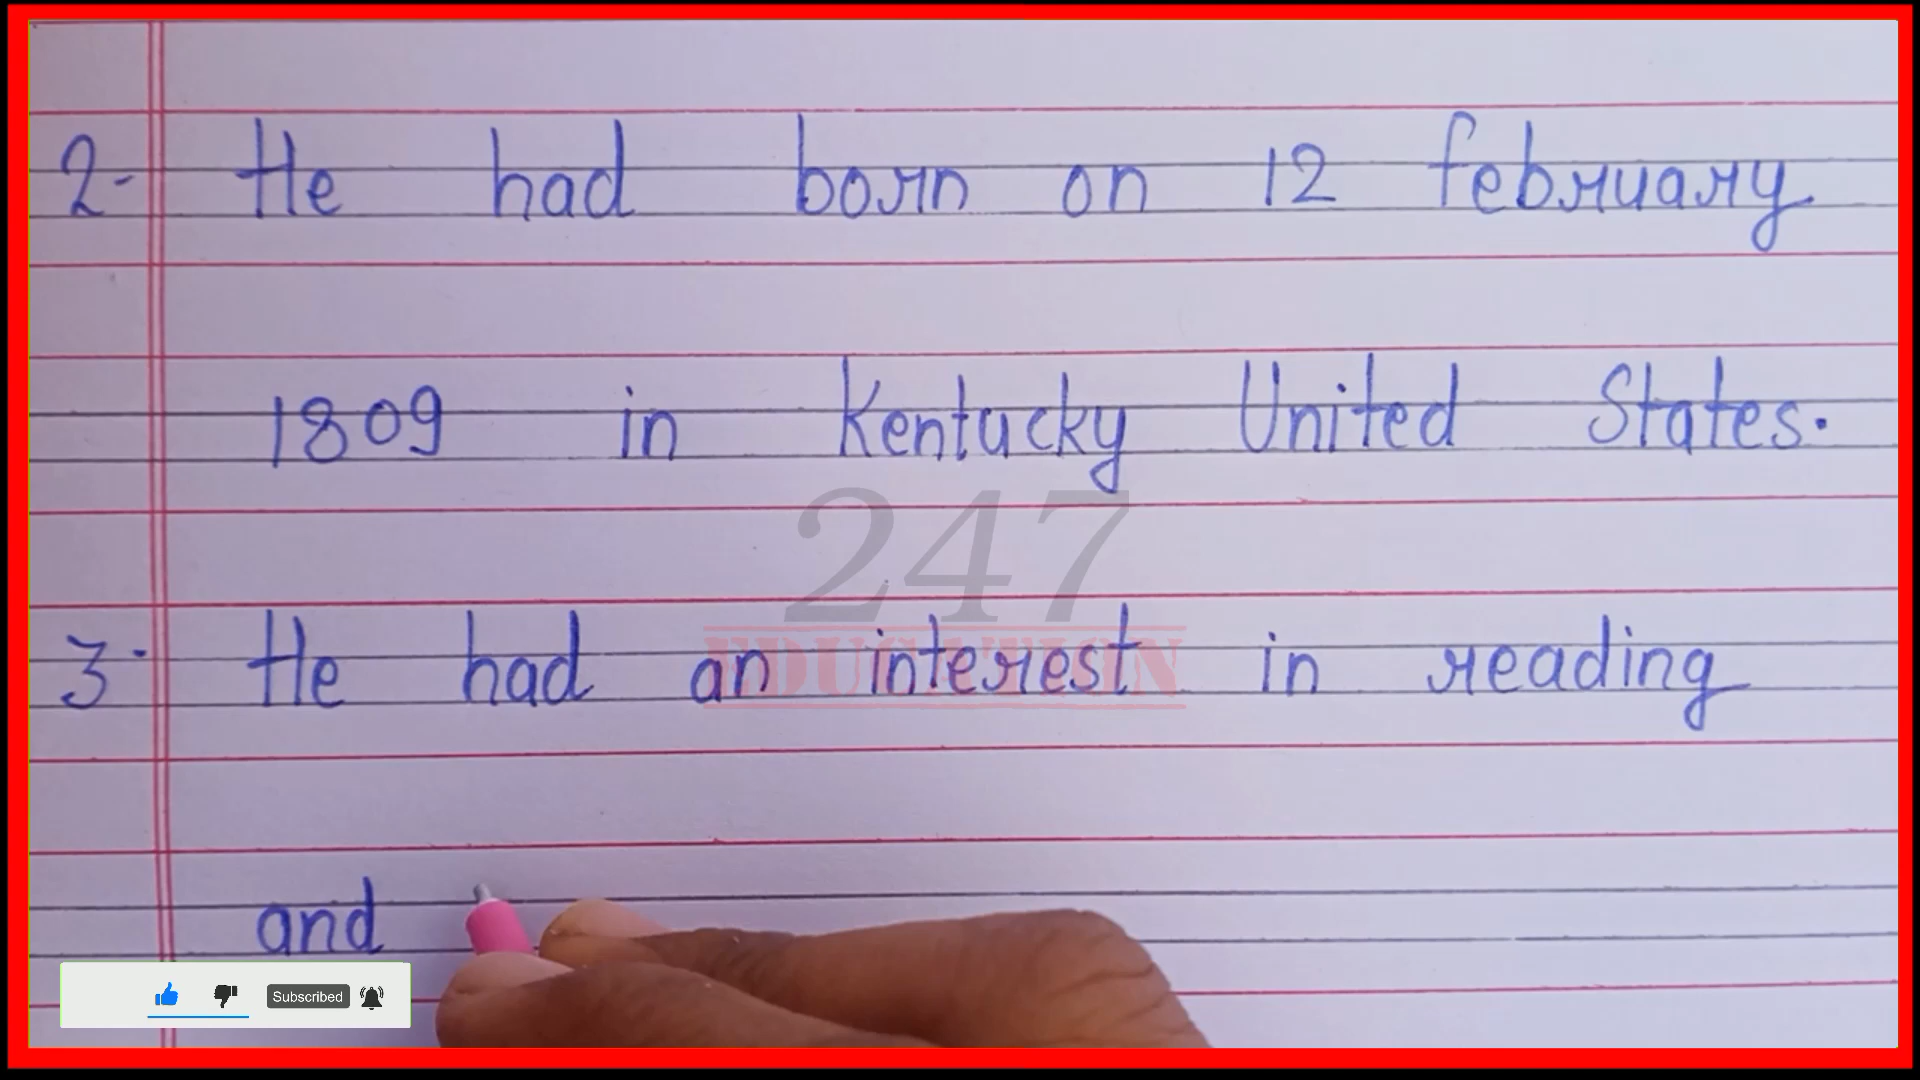 2- He had born on 12 february
1809 in Kentucky United States.
247
EDUCATION
3. He had an interest in reading
and
Subscribed